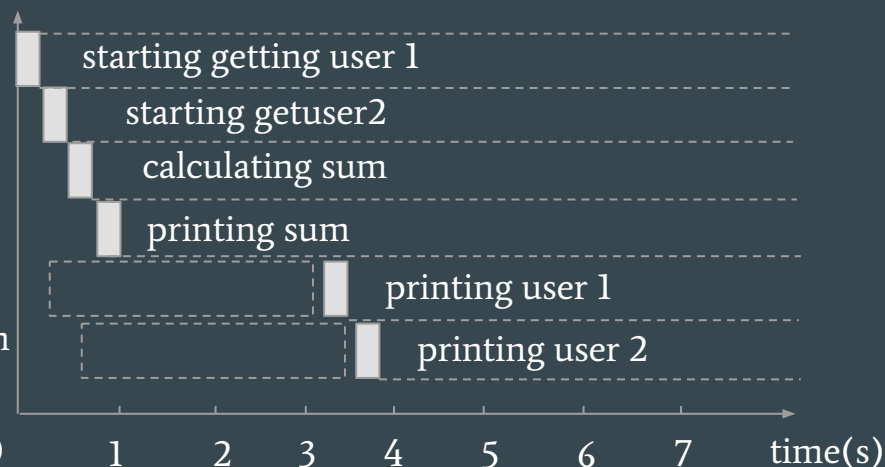 starting getting user 1
starting getuser2
calculating sum
printing sum
printing user 1
printing user 2
1 2 3 4 5 6 7 time(s)